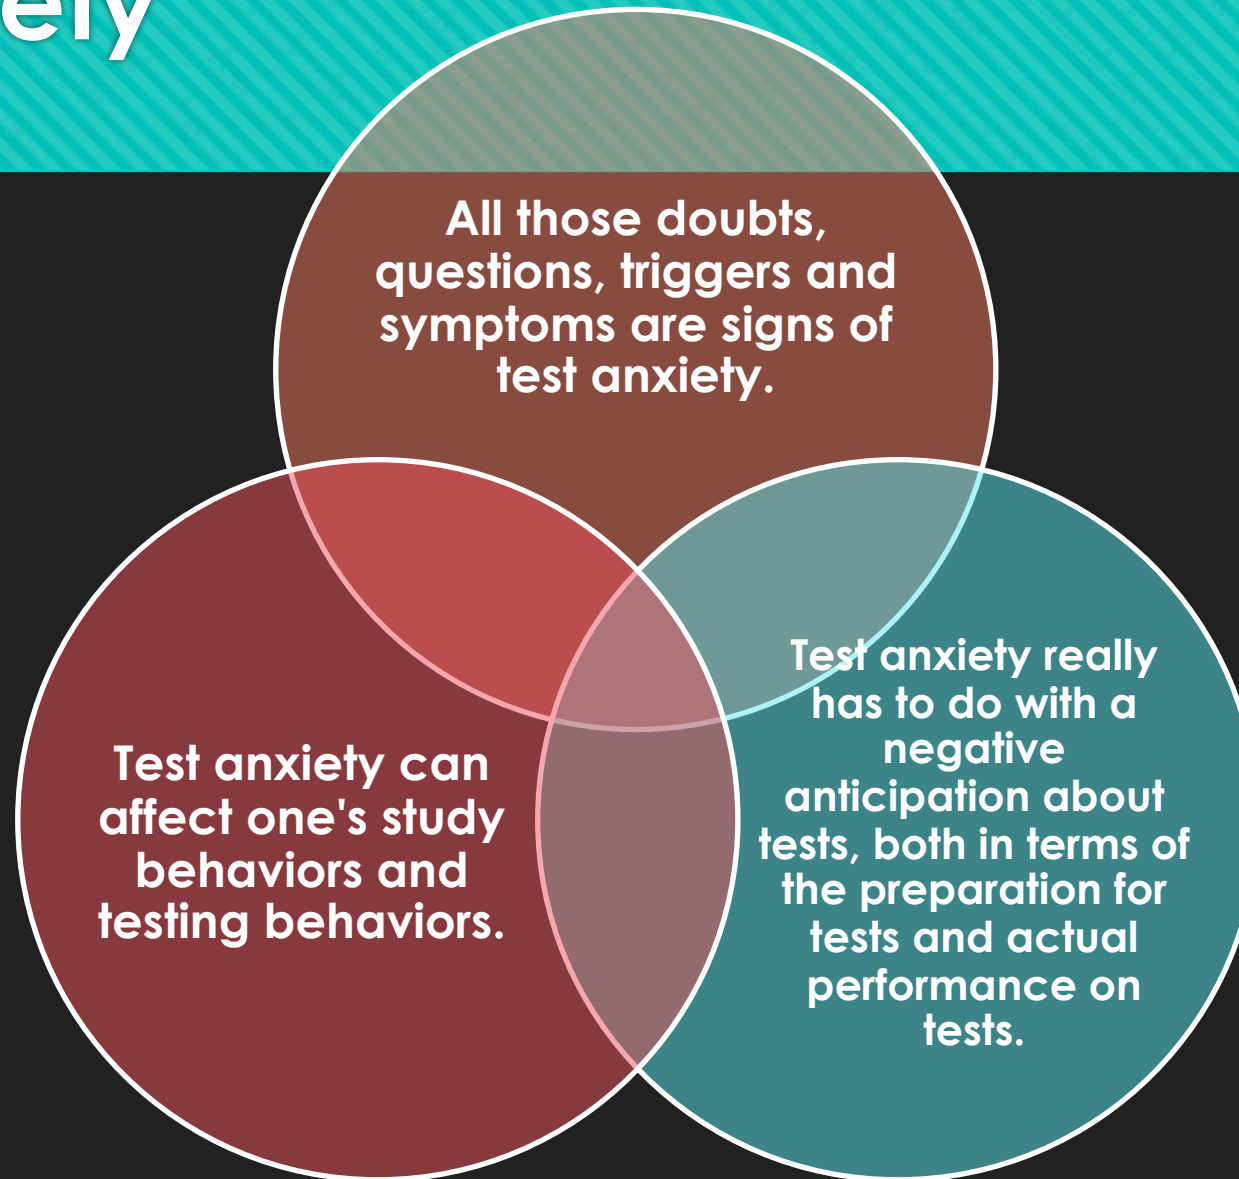 ely
All those doubts,
questions, triggers and
symptoms are signs of
test anxiety.
Test anxiety can
affect one's study
behaviors and
testing behaviors.
Test anxiety really
has to do with a
negative
anticipation about
tests, both in terms of
the preparation for
tests and actual
performance on
tests.